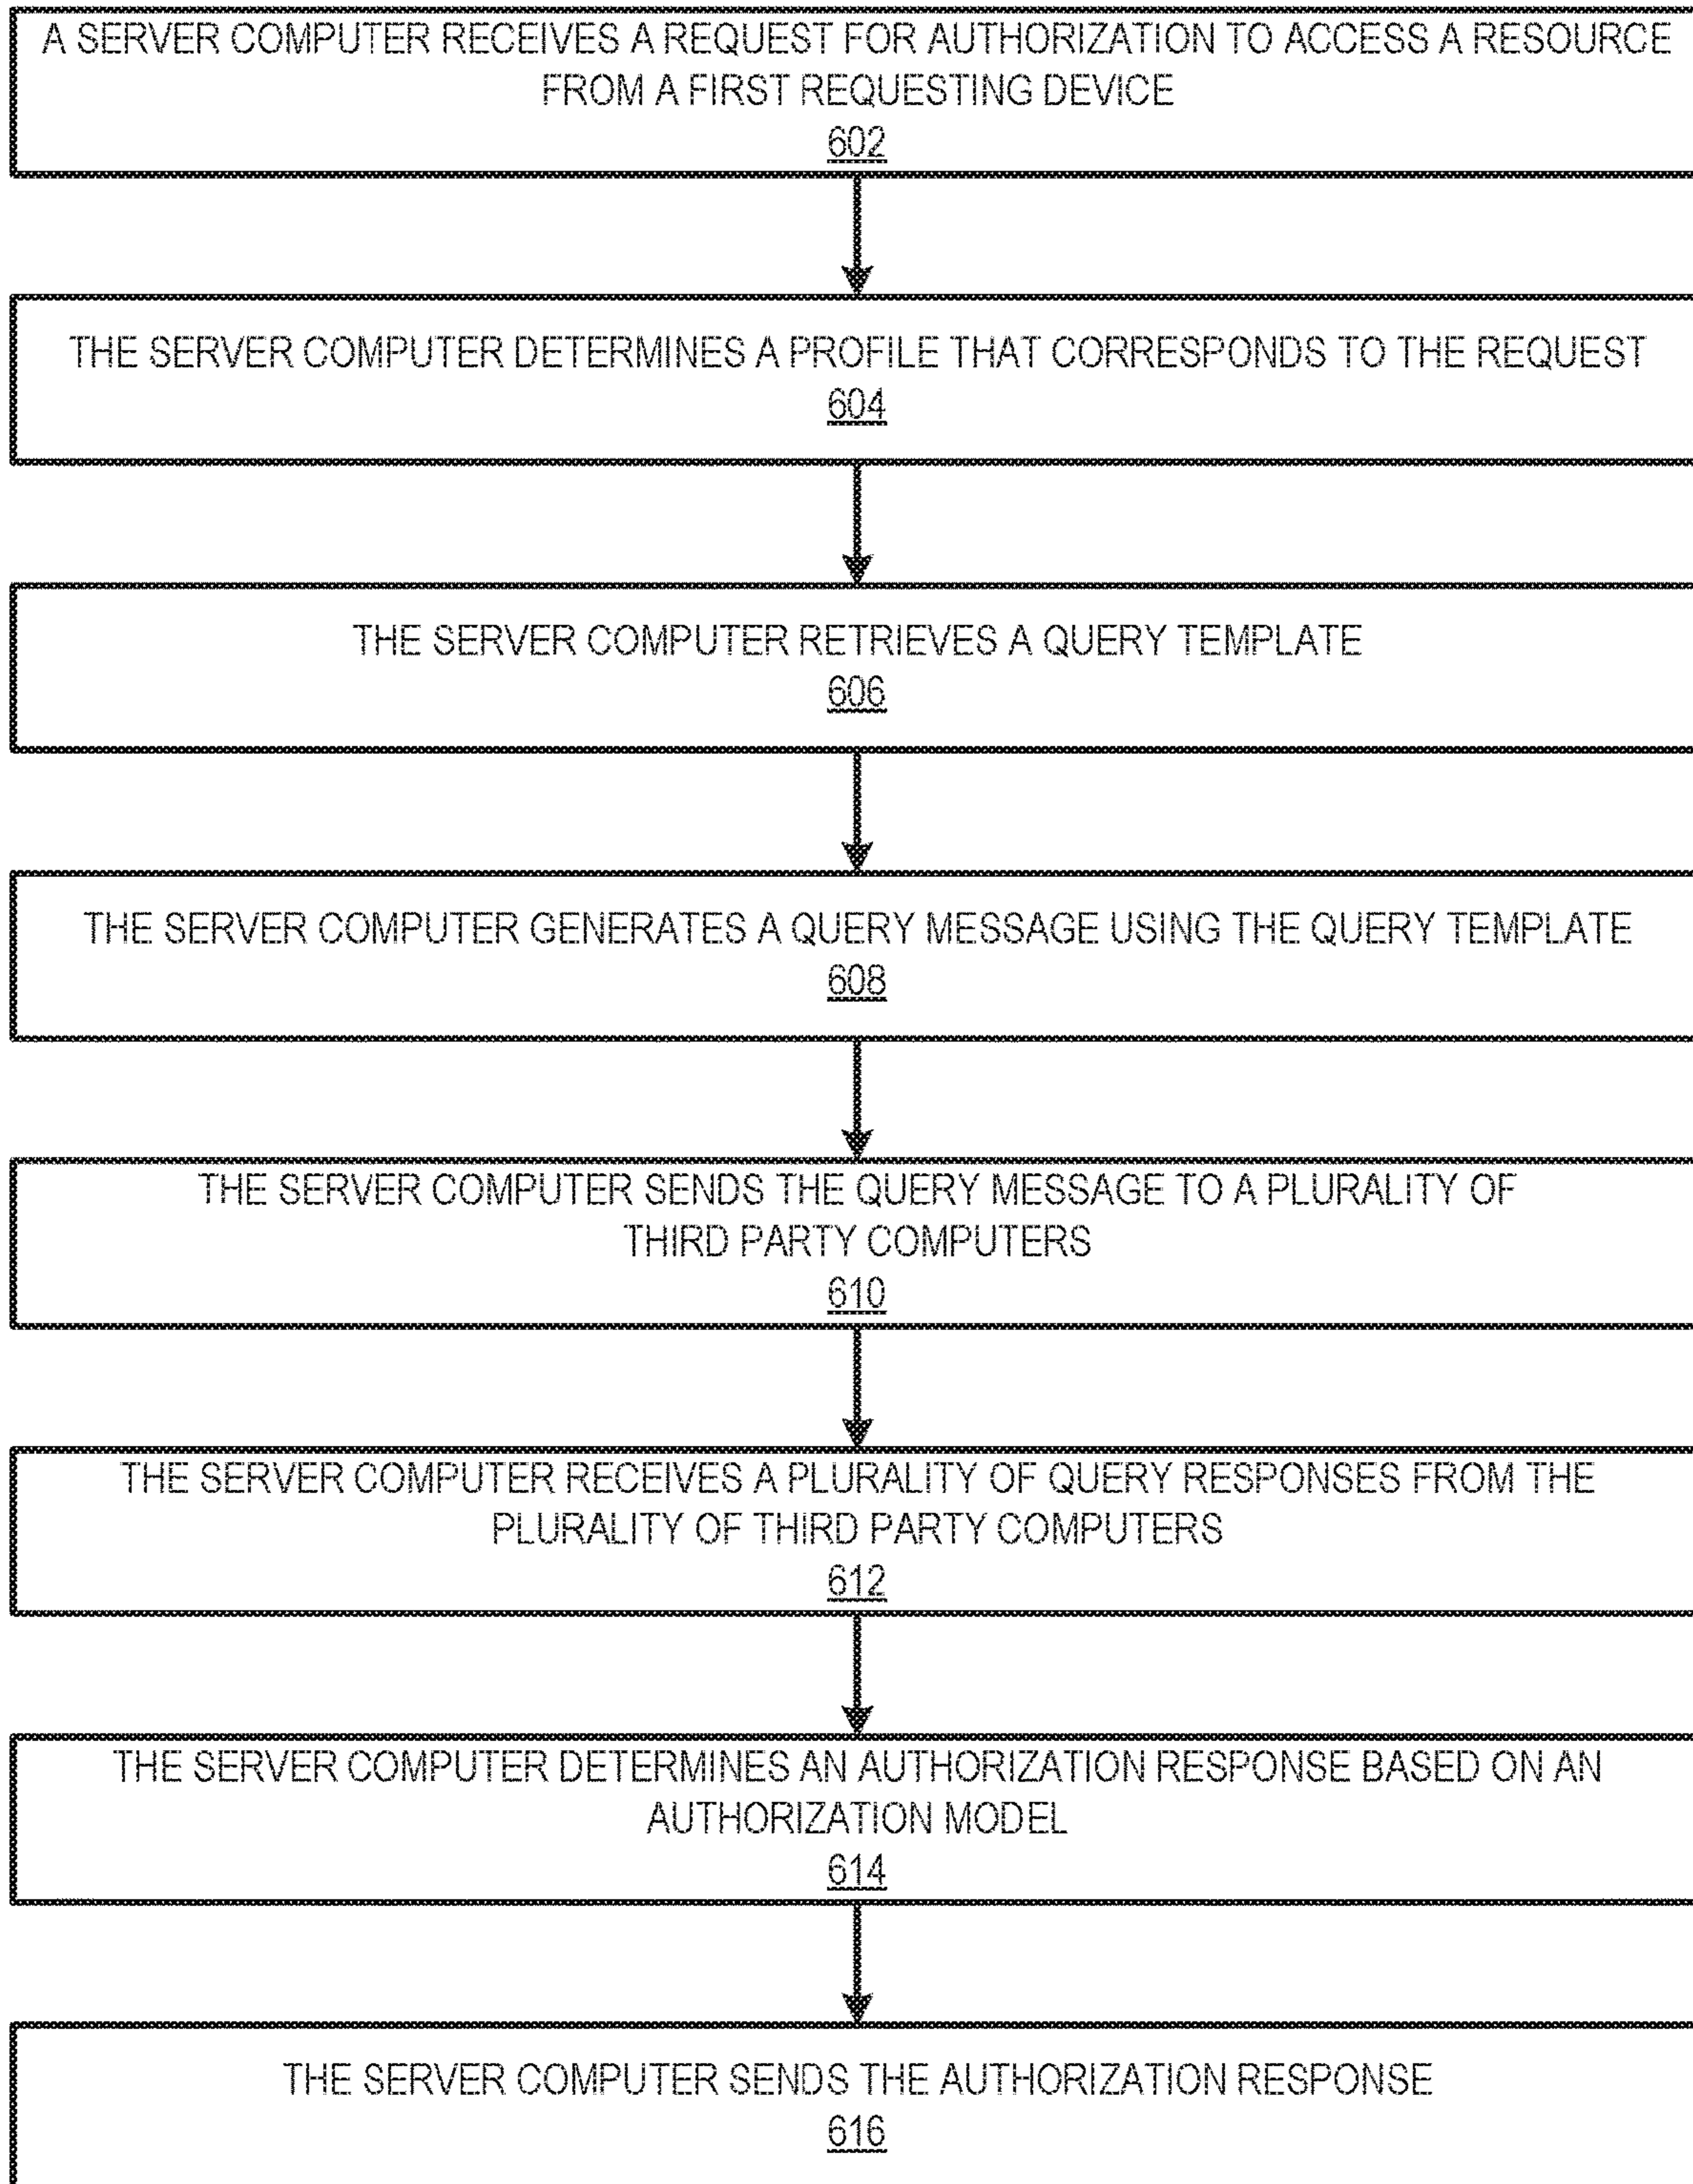 A SERVER COMPUTER RECEIVES A REQUEST FOR AUTHORIZATION TO ACCESS A RESOURCE
FROM A FIRST REQUESTING DEVICE
602
THE SERVER COMPUTER DETERMINES A PROFILE THAT CORRESPONDS TO THE REQUEST
604
THE SERVER COMPUTER RETRIEVES A QUERY TEMPLATE
606
THE SERVER COMPUTER GENERATES A QUERY MESSAGE USING THE QUERY TEMPLATE
608
THE SERVER COMPUTER SENDS THE QUERY MESSAGE TO A PLURALITY OF
THIRD PARTY COMPUTERS
610
THE SERVER COMPUTER RECEIVES A PLURALITY OF QUERY RESPONSES FROM THE
PLURALITY OF THIRD PARTY COMPUTERS
612
THE SERVER COMPUTER DETERMINES AN AUTHORIZATION RESPONSE BASED ON AN
AUTHORIZATION MODEL
614
THE SERVER COMPUTER SENDS THE AUTHORIZATION RESPONSE
616